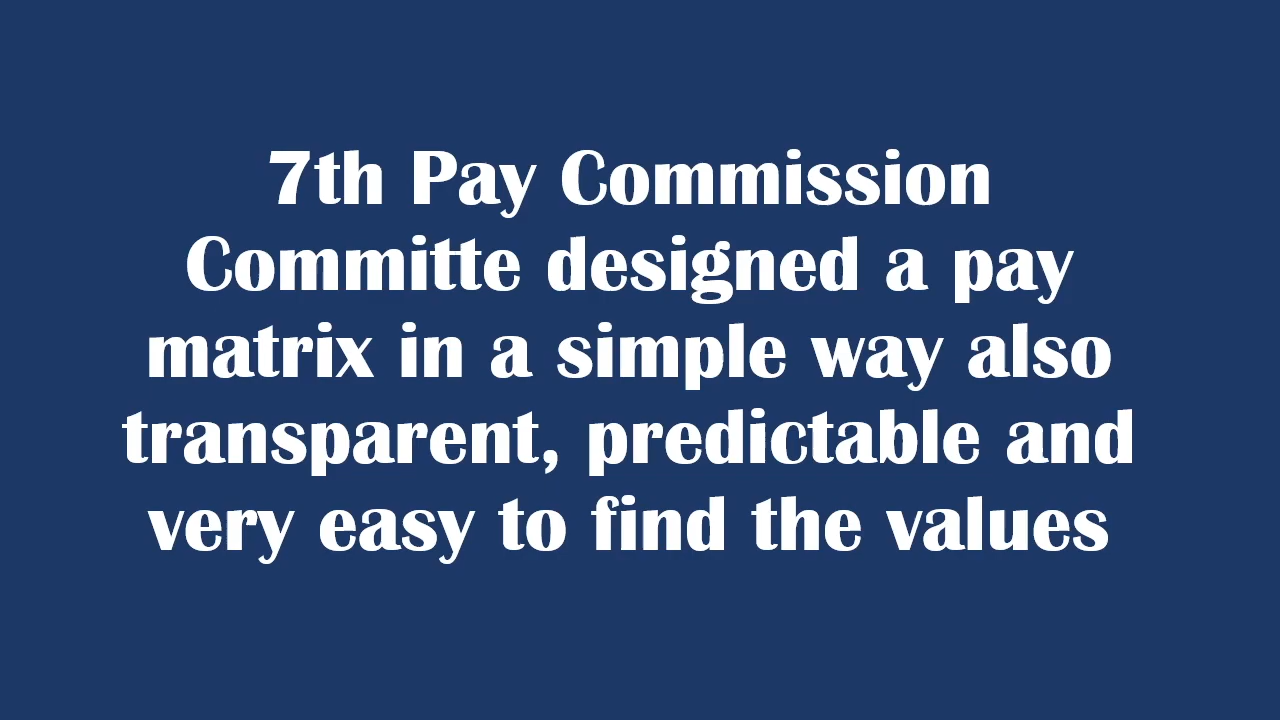 7th Pay Commission
Committe designed a pay
matrix in a simple way also
transparent, predictable and
very easy to find the values